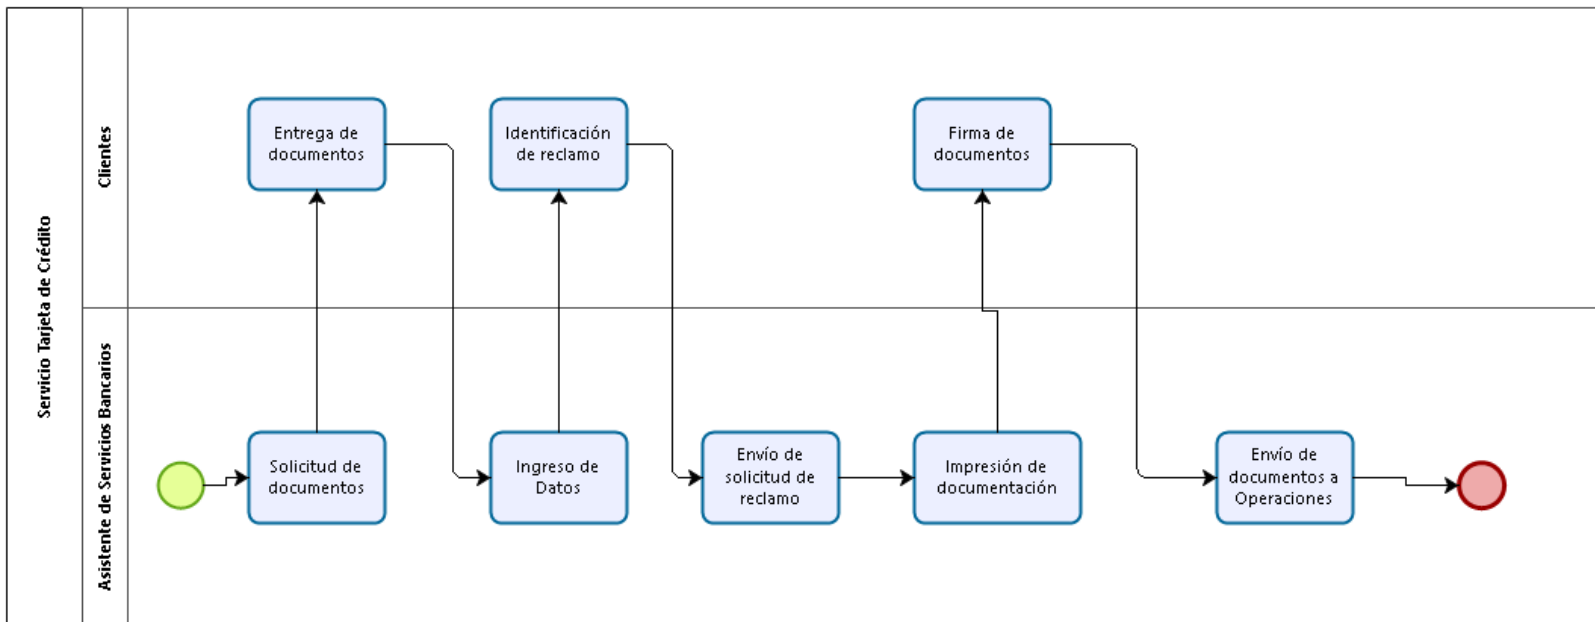 Servicio Tarjeta de Crédito
Clientes
Entrega de
documentos
Identificación
de reclamo
Firma de
documentos
Asistente de Servicios Bancarios
Solicitud de
documentos
Ingreso de
Datos
Envío de
solicitud de
reclamo
Impresión de
documentación
Envío de
documentos a
Operaciones